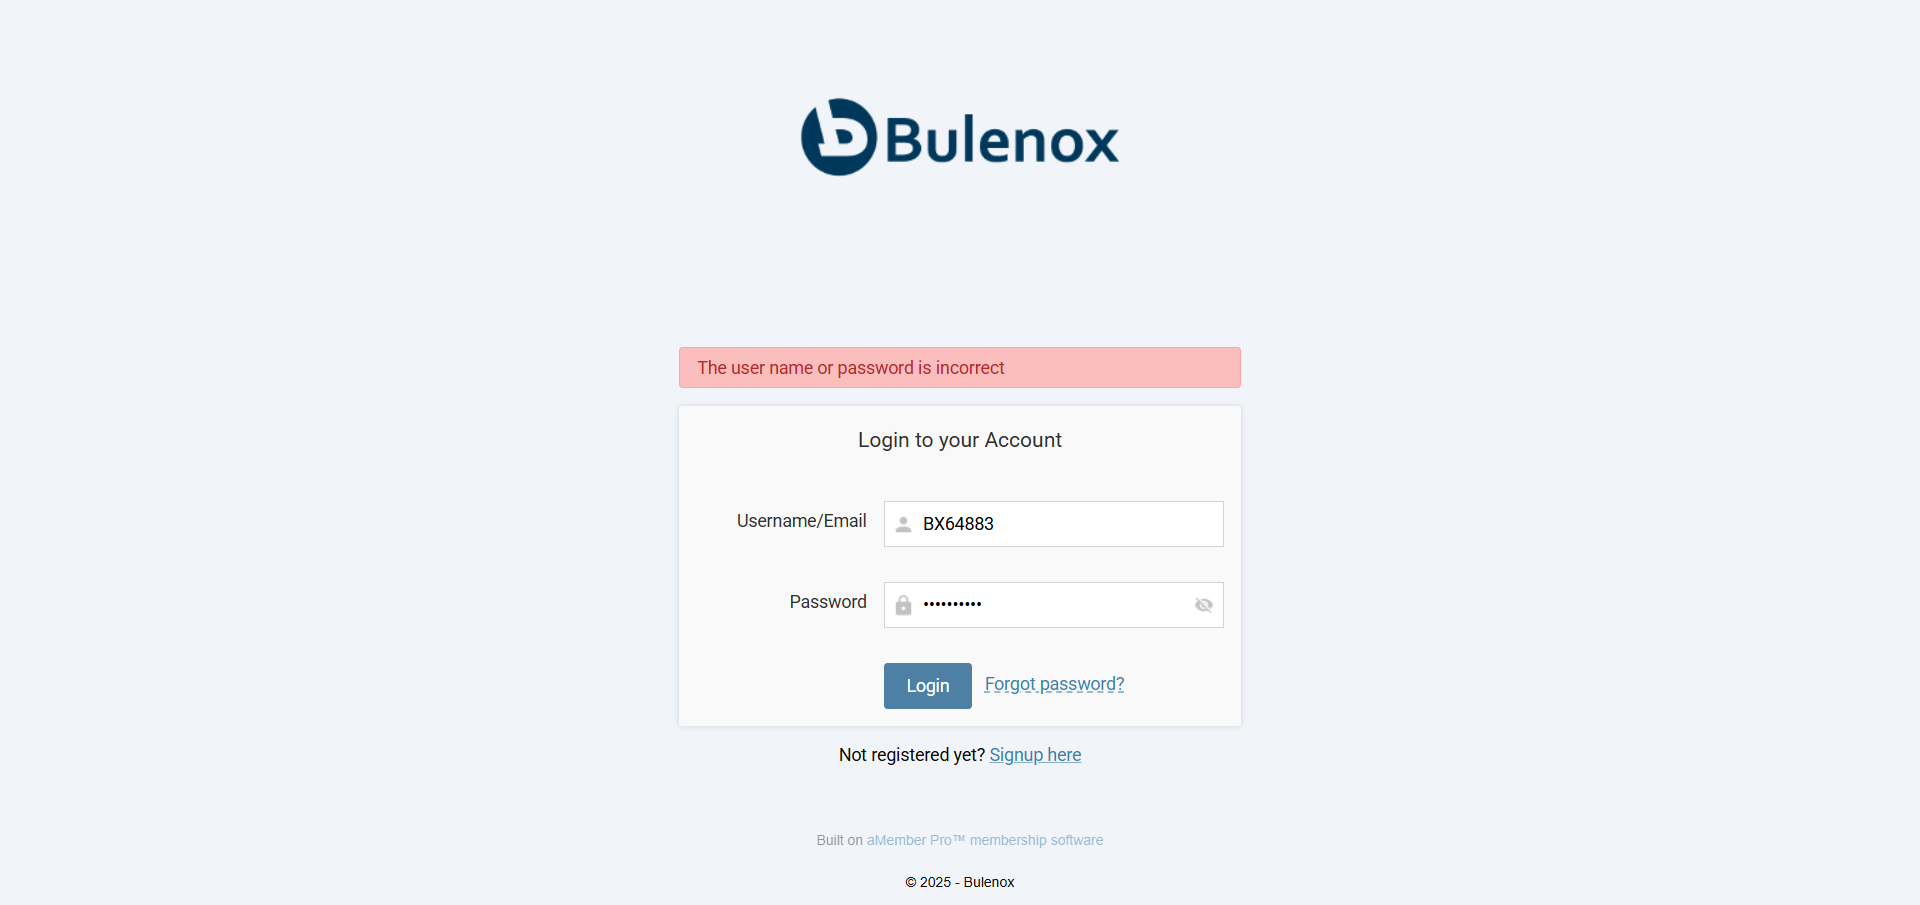 Bulenox
The user name or password is incorrect
Login to your Account
Username/Email
BX64883
Password
••••••••••
Login Forgot password?
Not registered yet? Signup here
Built on aMember Pro™ membership software
© 2025 - Bulenox